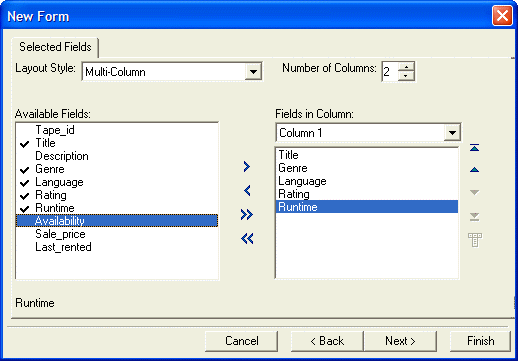 New Form
Selected Fields
Layout Style: Multi-Column Number of Columns: 2
Available Fields:
Tape_id
Title
Description
Genre
Language
Rating
Runtime
Availability
Sale_price
Last_rented
Fields in Column:
Column 1
Title
Genre
Language
Rating
Runtime
Runtime
Cancel < Back Next > Finish